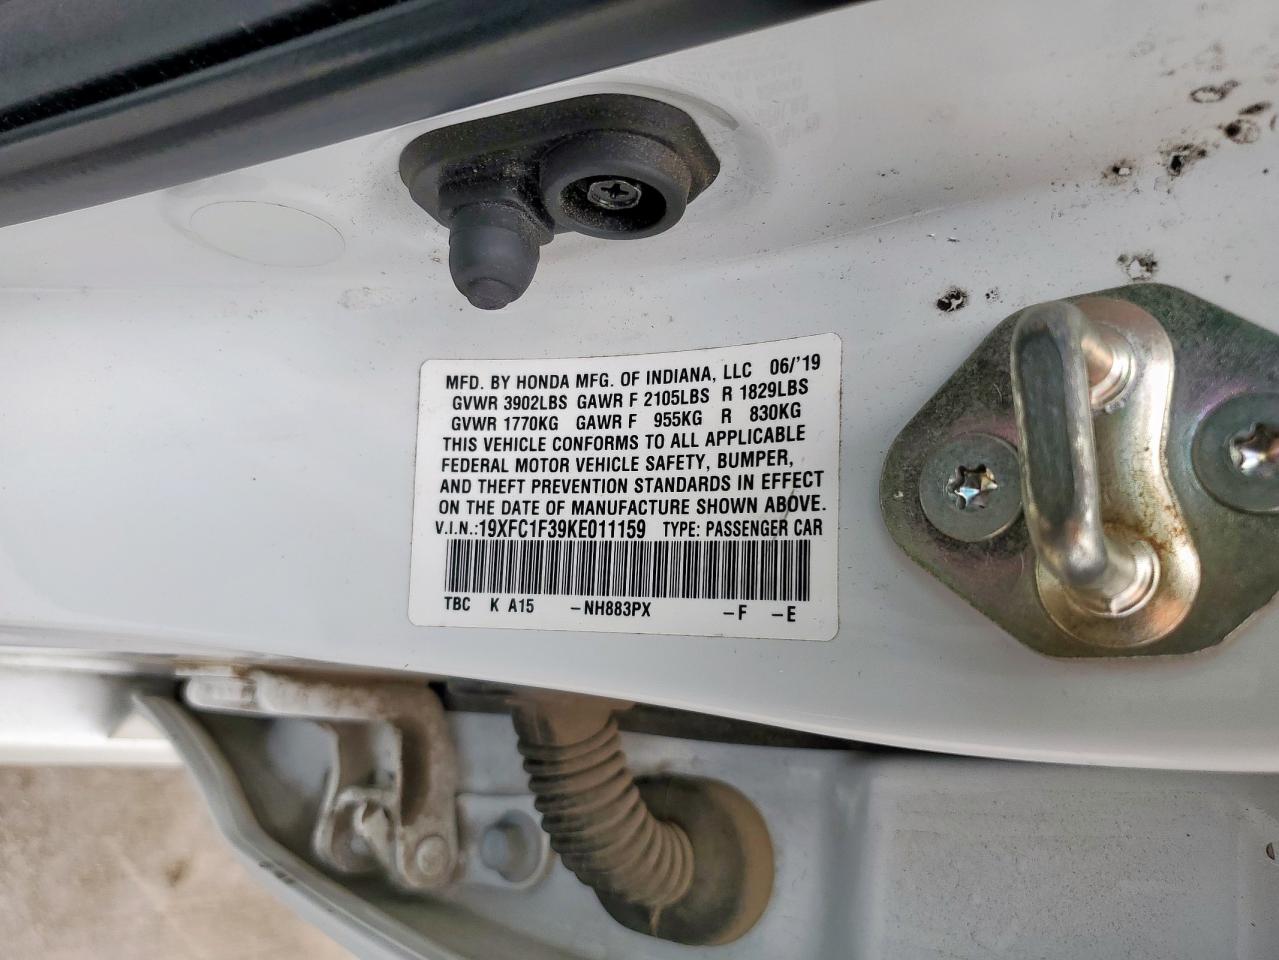 MFD. BY HONDA MFG. OF INDIANA, LLC 06/'19
GVWR 3902LBS GAWR F 2105LBS R 1829LBS
GVWR 1770KG GAWR F 955KG R 830KG
THIS VEHICLE CONFORMS TO ALL APPLICABLE
FEDERAL MOTOR VEHICLE SAFETY, BUMPER,
AND THEFT PREVENTION STANDARDS IN EFFECT
ON THE DATE OF MANUFACTURE SHOWN ABOVE.
V.I.N.:19XFC1F39KE011159 TYPE: PASSENGER CAR
TBC K A15 -NH883PX -F -E